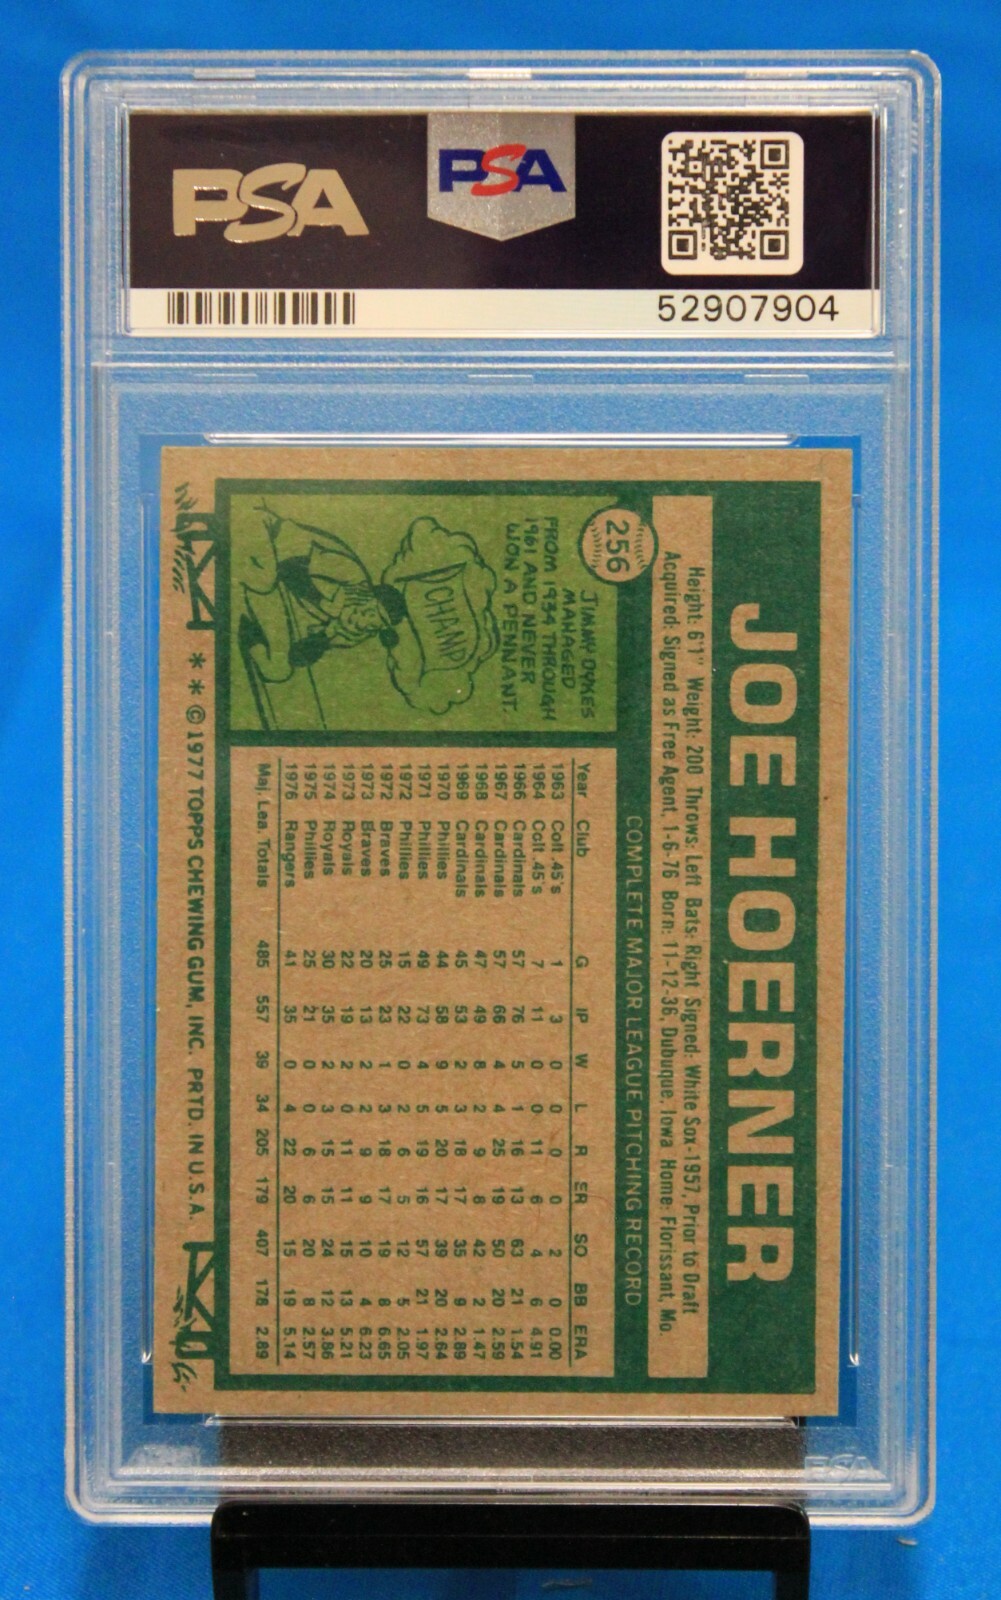 PSA
PSA
52907904
JOE HOERNER
Height: 6'1" Weight: 200 Throws: Left Bats: Right Signed: White Sox-1957, Prior to Draft
Acquired: Signed as Free Agent, 1-6-76 Born: 11-12-36, Dubuque, Iowa Home: Florissant, Mo.
256
COMPLETE MAJOR LEAGUE PITCHING RECORD
JIMMY DYKES
MANAGED
FROM 1934 THROUGH
1961 AND NEVER
WON A PENNANT.
CHAMP
Year Club G IP W L R ER SO BB ERA
1963 Colt .45's 1 3 0 0 0 0 2 0 0.00
1964 Colt .45's 7 11 0 0 11 6 4 6 4.91
1966 Cardinals 57 76 5 1 16 13 63 21 1.54
1967 Cardinals 57 66 4 4 25 19 50 20 2.59
1968 Cardinals 47 49 8 2 9 8 42 2 1.47
1969 Cardinals 45 53 2 3 18 17 35 9 2.89
1970 Phillies 44 58 9 5 20 17 39 20 2.64
1971 Phillies 49 73 4 5 19 16 57 21 1.97
1972 Phillies 15 22 0 2 6 5 12 5 2.05
1972 Braves 25 23 1 3 18 17 19 8 6.65
1973 Braves 20 13 2 2 9 9 10 4 6.23
1973 Royals 22 19 2 0 11 11 15 13 5.21
1974 Royals 30 35 2 3 15 15 24 12 3.86
1975 Phillies 25 21 0 0 6 6 20 8 2.57
1976 Rangers 41 35 0 4 22 20 15 19 5.14
Maj. Lea. Totals 485 557 39 34 205 179 407 178 2.89
* * © 1977 TOPPS CHEWING GUM, INC. PRTD. IN U.S.A.
PSA